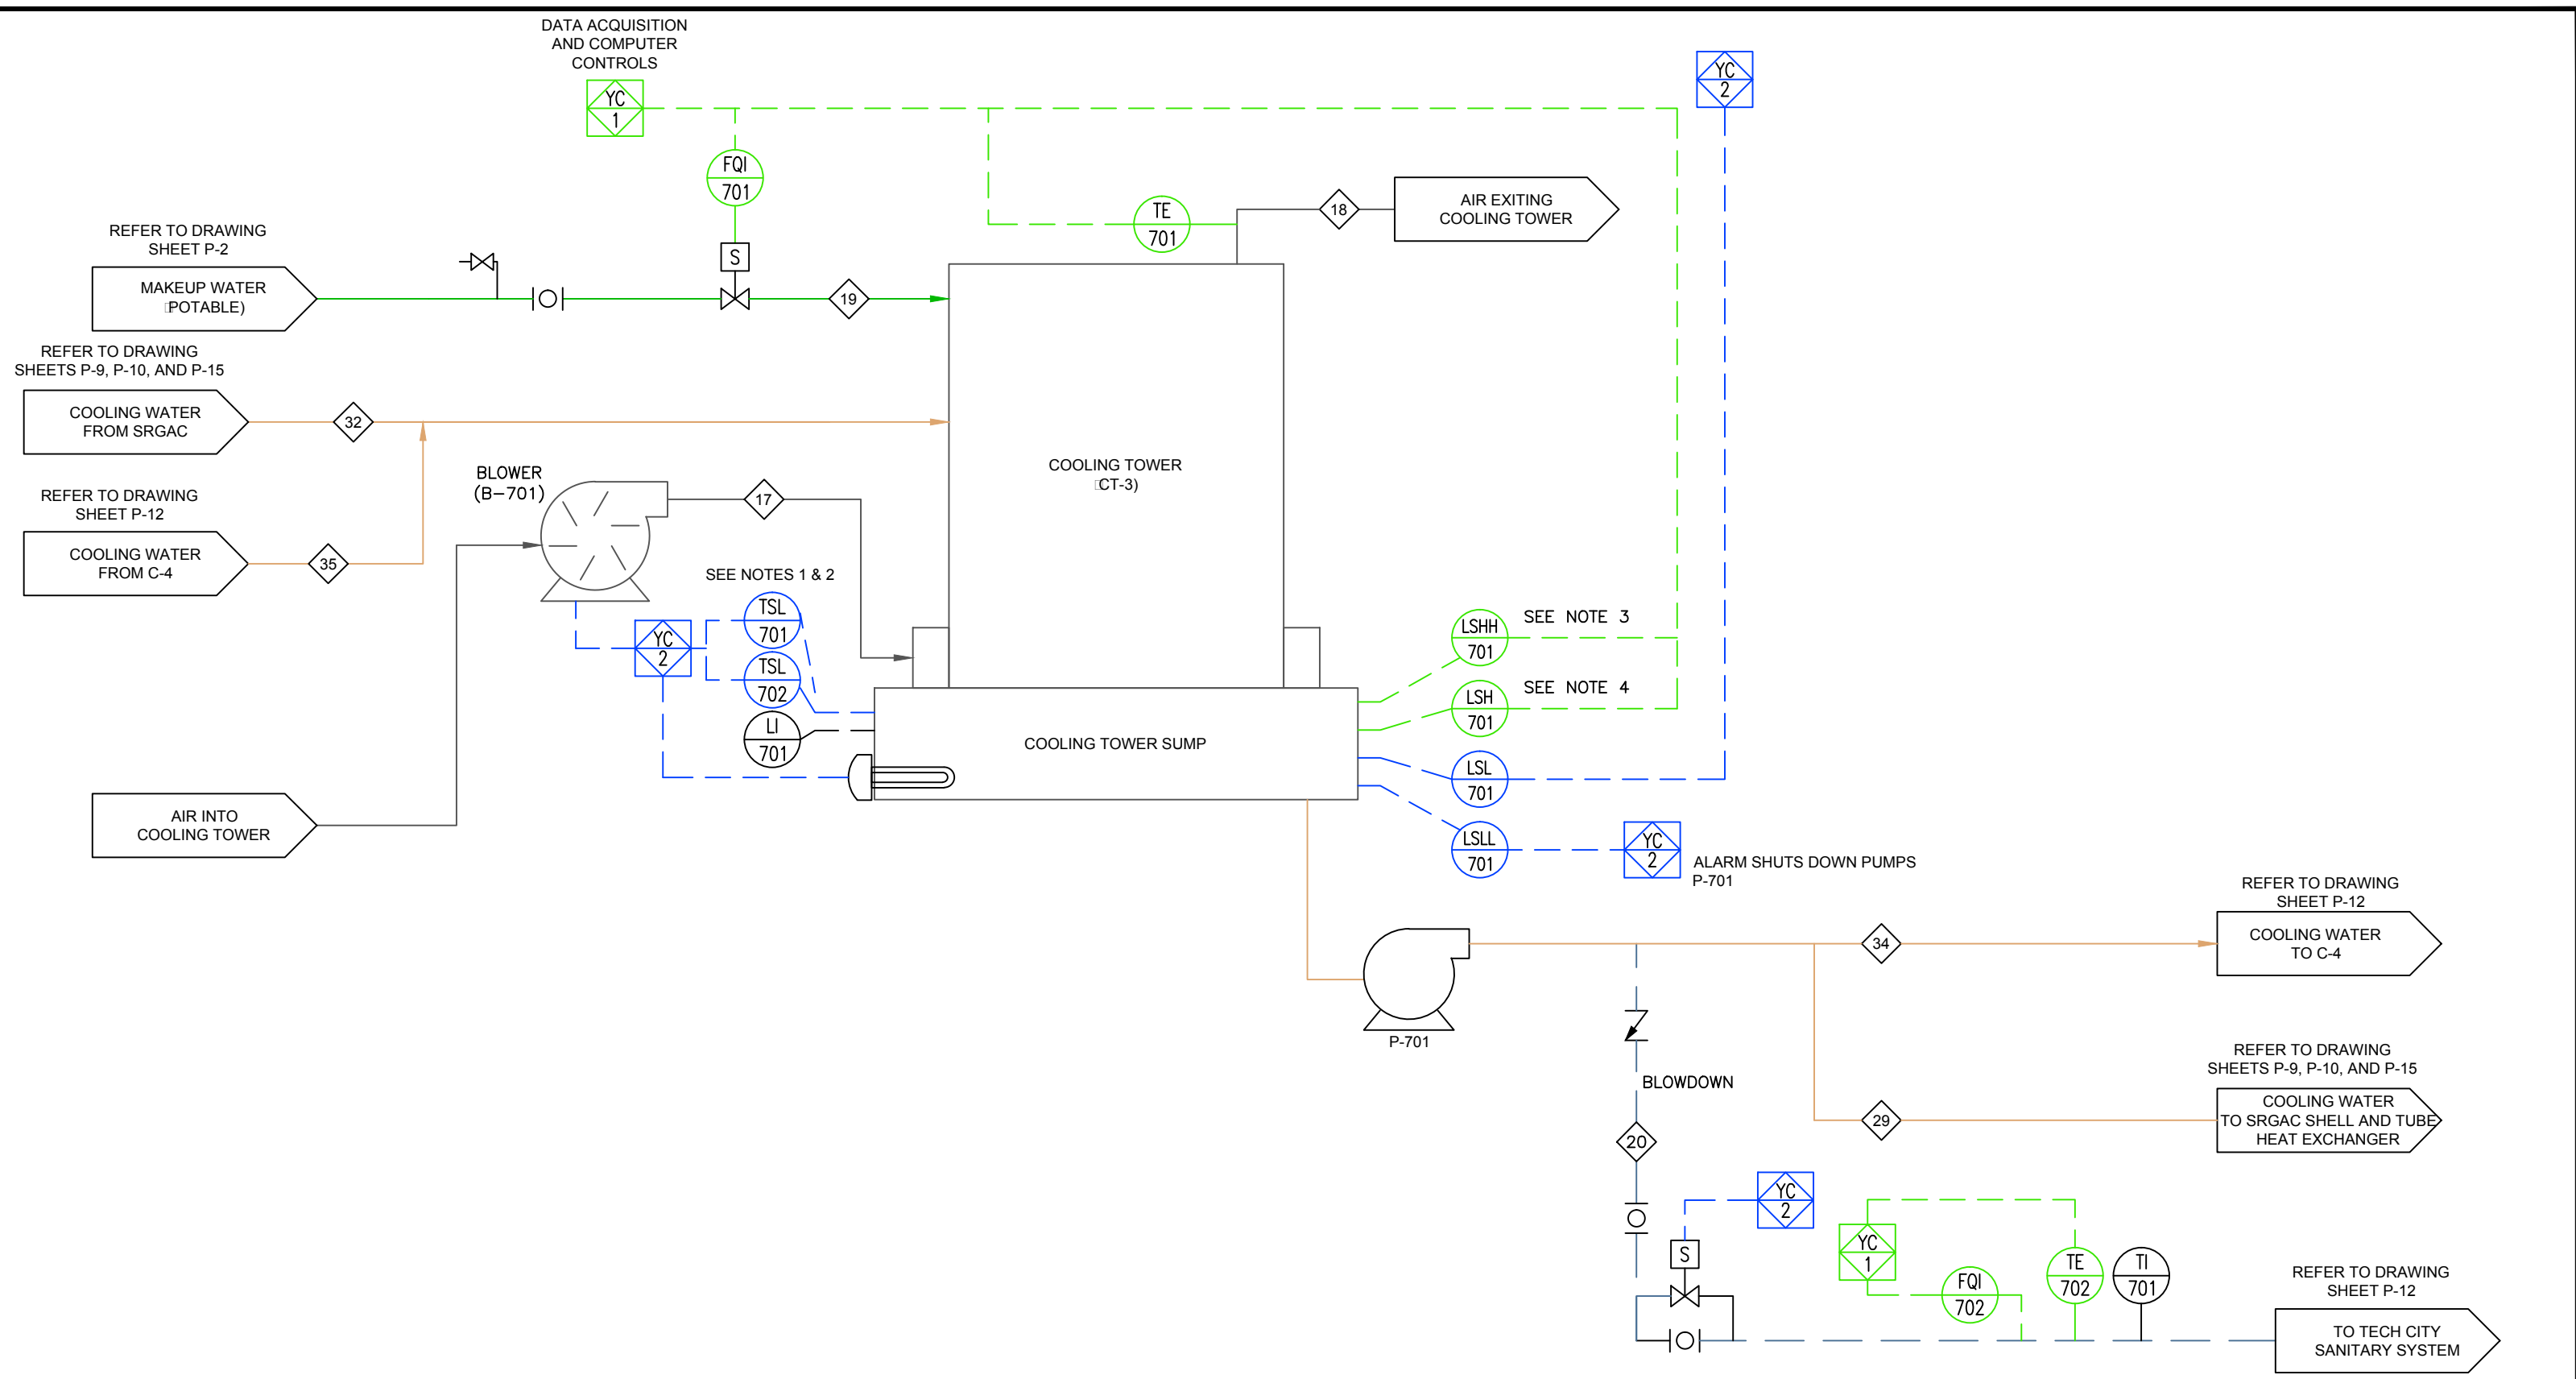 DATA ACQUISITION
AND COMPUTER
CONTROLS
YC
1
YC
2
FQI
701
TE
701
18
AIR EXITING
COOLING TOWER
REFER TO DRAWING
SHEET P-2
MAKEUP WATER
POTABLE)
S
19
REFER TO DRAWING
SHEETS P-9, P-10, AND P-15
COOLING WATER
FROM SRGAC
32
COOLING TOWER
CT-3)
BLOWER
(B-701)
17
REFER TO DRAWING
SHEET P-12
COOLING WATER
FROM C-4
35
SEE NOTES 1 & 2
TSL
701
YC
2
TSL
702
LI
701
LSHH
701
SEE NOTE 3
LSH
701
SEE NOTE 4
COOLING TOWER SUMP
LSL
701
LSLL
701
YC
2
ALARM SHUTS DOWN PUMPS
P-701
AIR INTO
COOLING TOWER
REFER TO DRAWING
SHEET P-12
COOLING WATER
TO C-4
34
P-701
BLOWDOWN
REFER TO DRAWING
SHEETS P-9, P-10, AND P-15
COOLING WATER
TO SRGAC SHELL AND TUBE
HEAT EXCHANGER
29
20
YC
2
S
YC
1
FQI
702
TE
702
TI
701
REFER TO DRAWING
SHEET P-12
TO TECH CITY
SANITARY SYSTEM